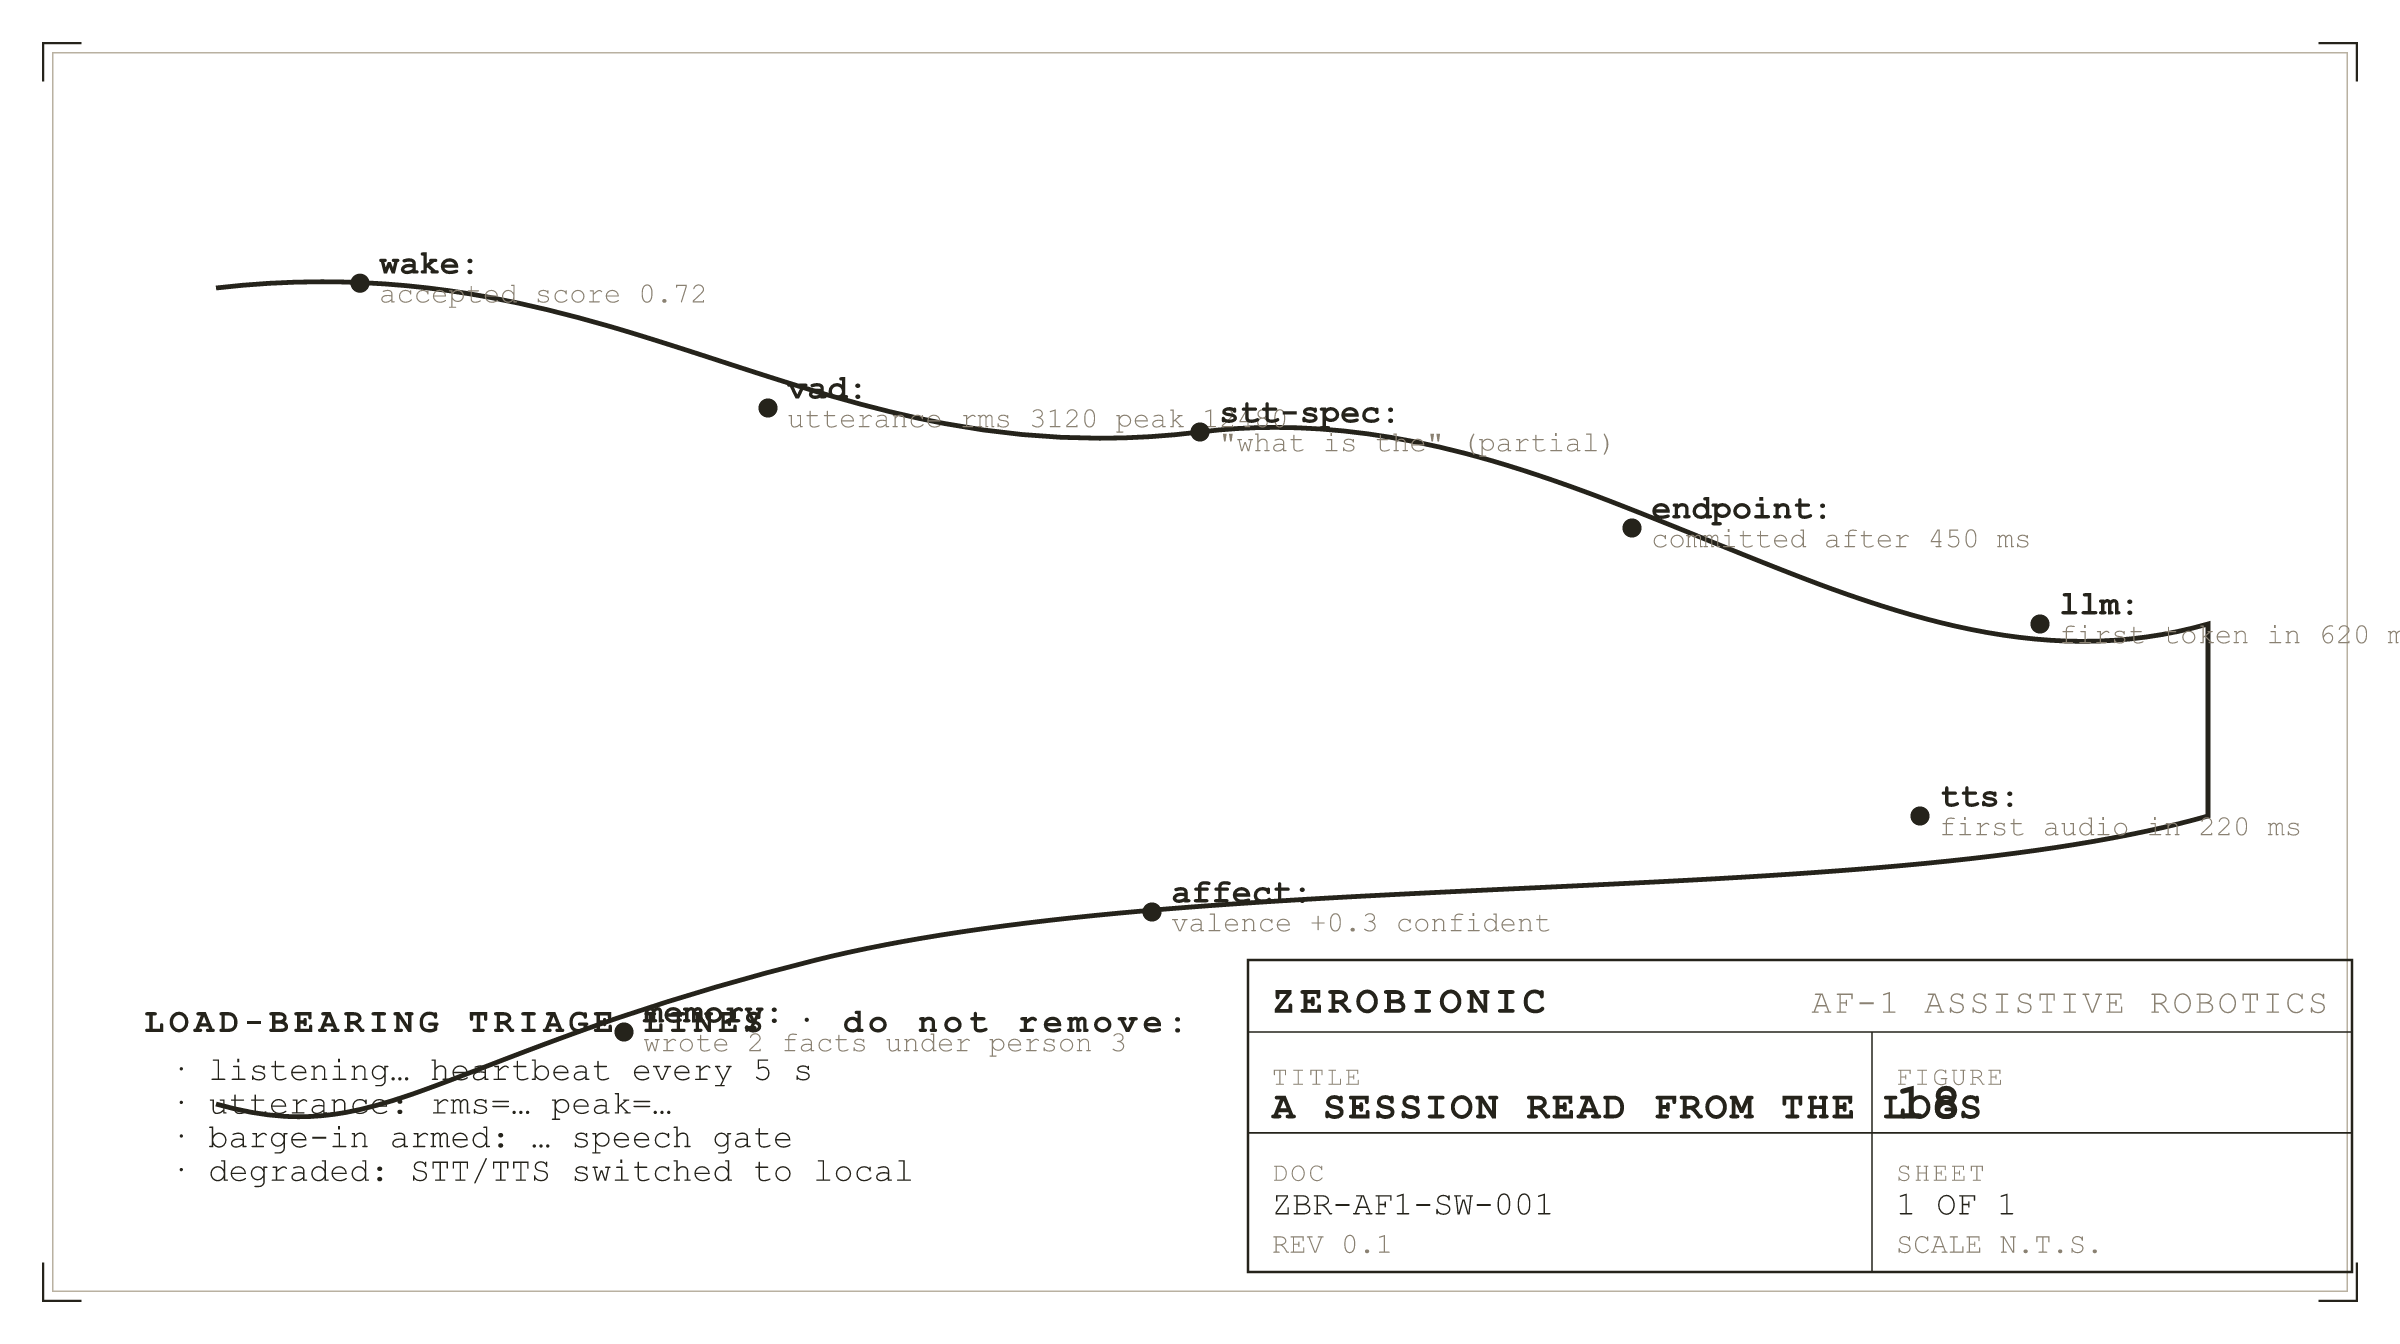 wake:
accepted score 0.72
vad:
utterance rms 3120 peak 12480
stt-spec:
"what is the" (partial)
endpoint:
committed after 450 ms
llm:
first token in 620 m
tts:
first audio in 220 ms
affect:
valence +0.3 confident
memory:
wrote 2 facts under person 3
LOAD-BEARING TRIAGE LINES · do not remove:
· listening… heartbeat every 5 s
· utterance: rms=… peak=…
· barge-in armed: … speech gate
· degraded: STT/TTS switched to local
ZEROBIONIC
AF-1 ASSISTIVE ROBOTICS
TITLE
A SESSION READ FROM THE LOGS
FIGURE
18
DOC
ZBR-AF1-SW-001
REV 0.1
SHEET
1 OF 1
SCALE N.T.S.